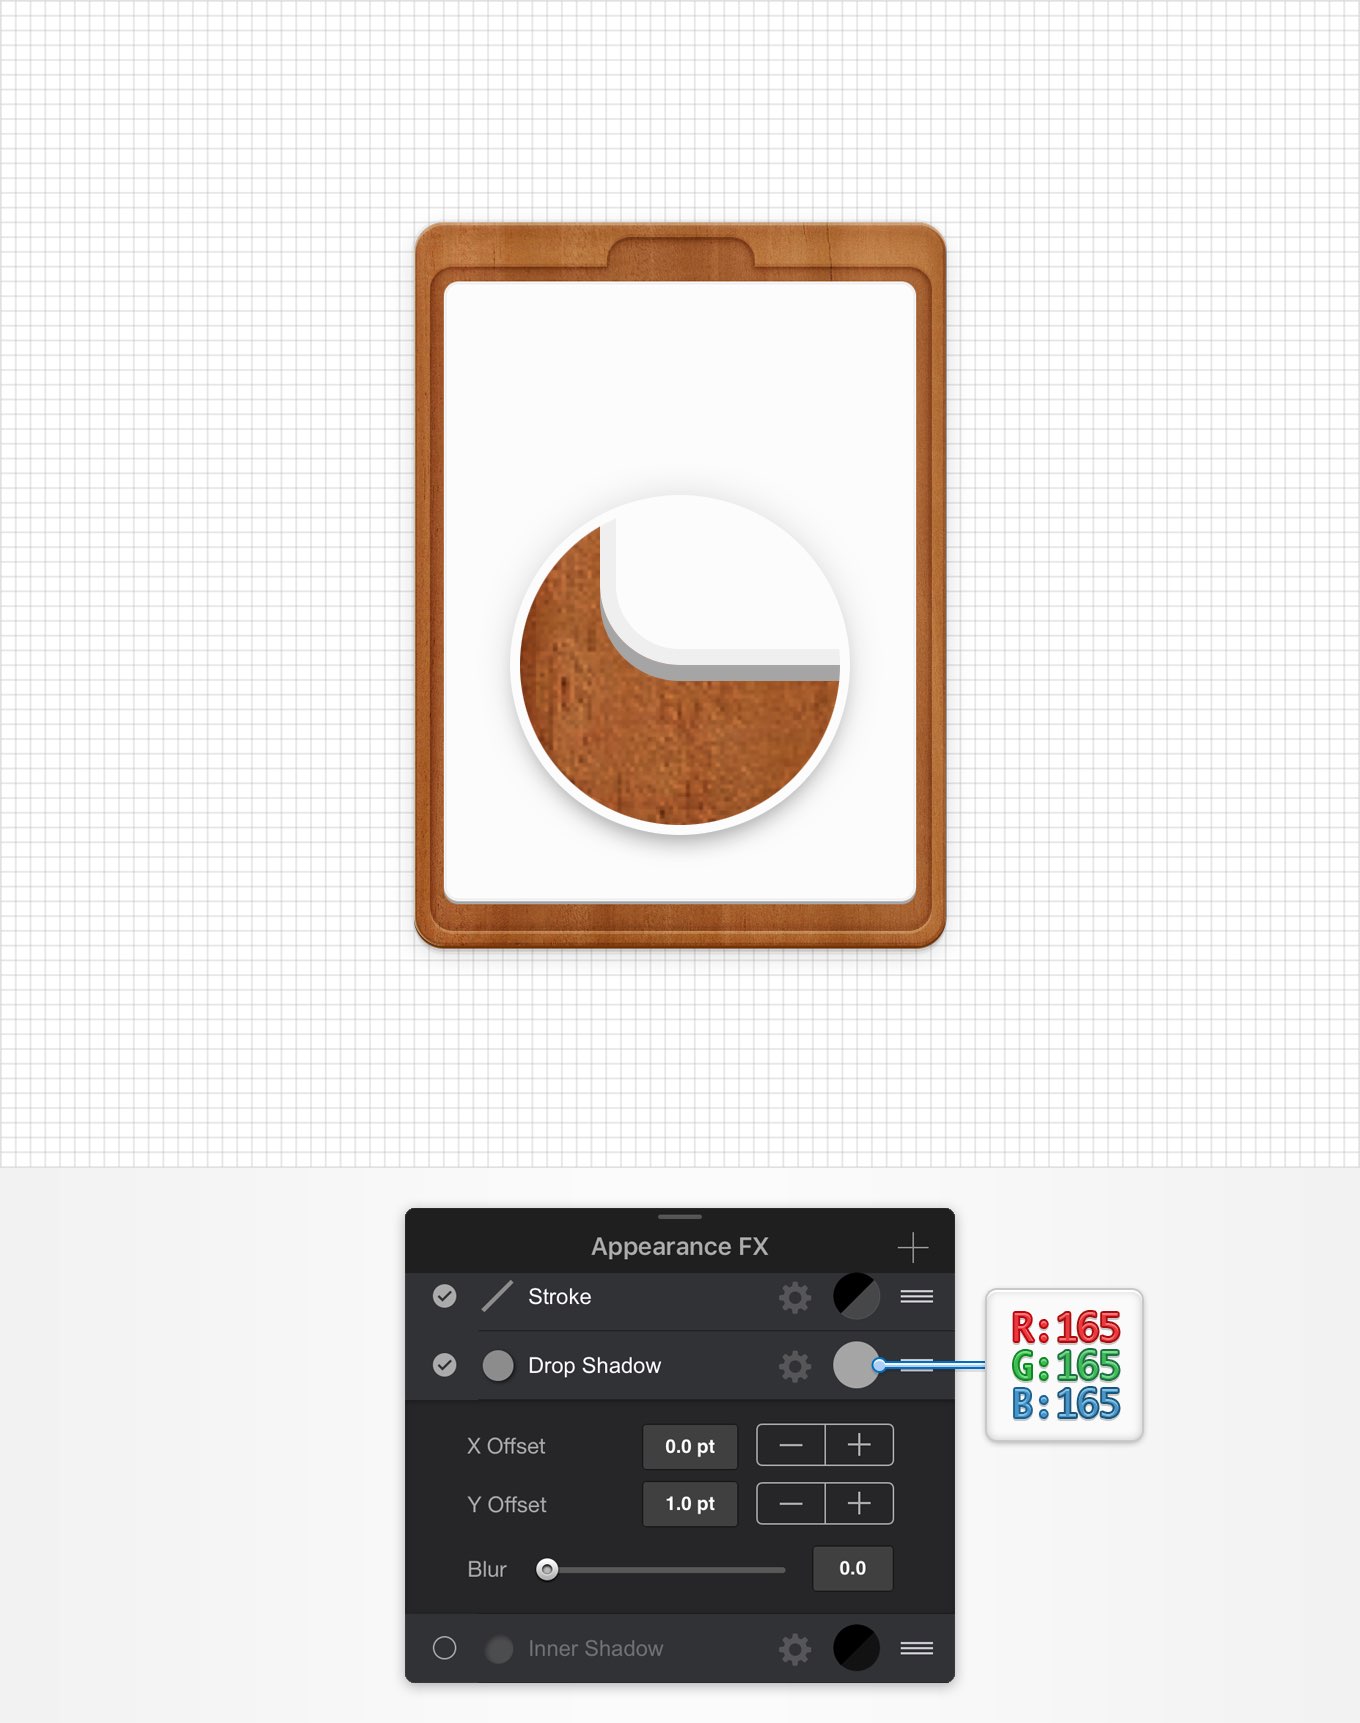 Appearance FX
Stroke
Drop Shadow
R:165
G:165
B:165
X Offset 0.0 pt
Y Offset 1.0 pt
Blur 0.0
Inner Shadow